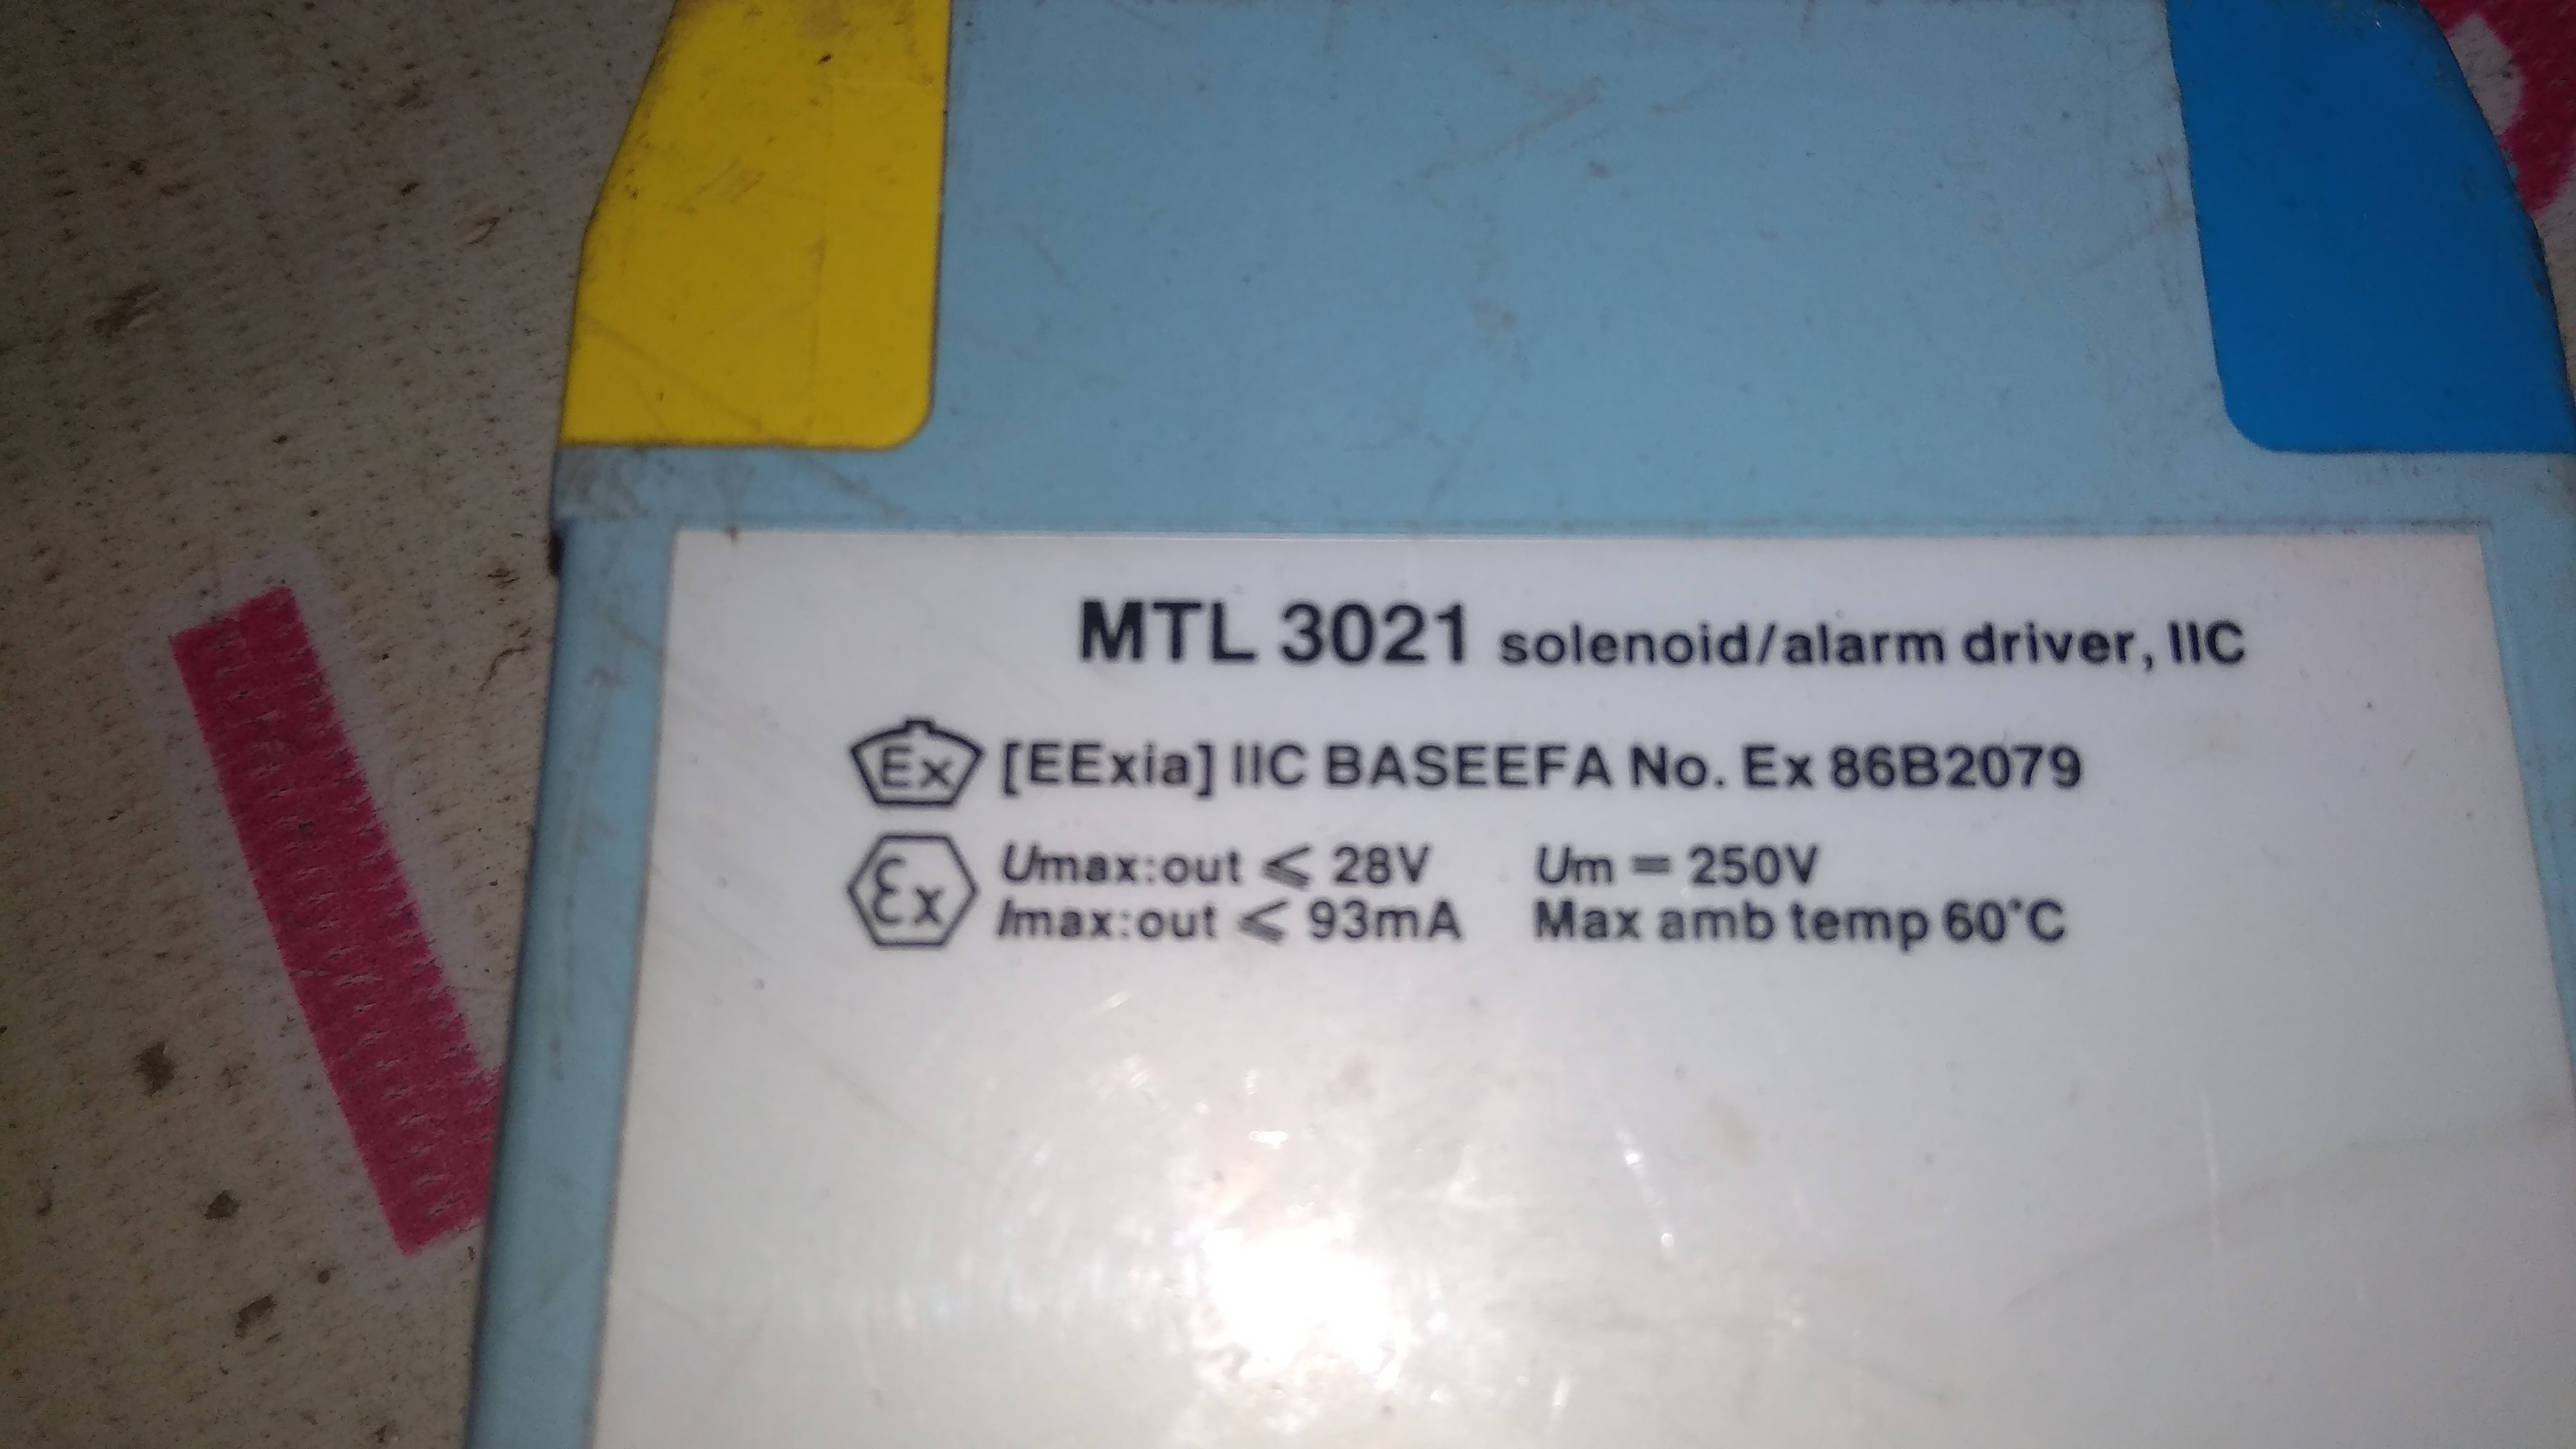 MTL 3021 solenoid/alarm driver, IIC
Ex [EExia] IIC BASEEFA No. Ex 86B2079
Ex Umax:out ⩽ 28V Um = 250V
Imax:out ⩽ 93mA Max amb temp 60°C